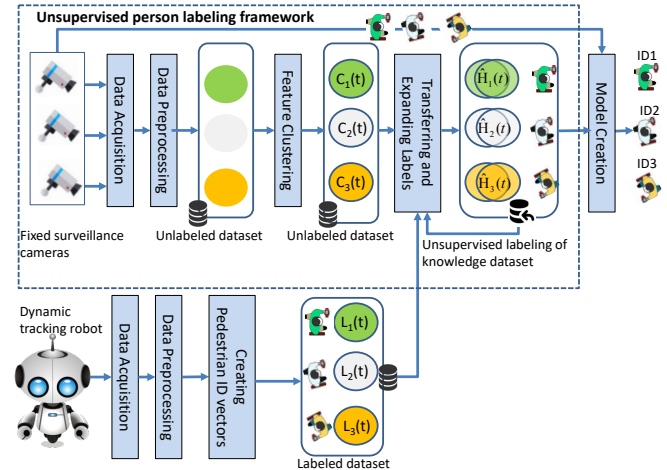 Unsupervised person labeling framework
Data Acquisition
Data Preprocessing
Feature Clustering
C₁(t)
C₂(t)
C₃(t)
Transferring and
Expanding Labels
Ĥ₁(t)
Ĥ₂(t)
Ĥ₃(t)
Model Creation
ID1
ID2
ID3
Fixed surveillance
cameras
Unlabeled dataset
Unlabeled dataset
Unsupervised labeling of
knowledge dataset
Dynamic
tracking robot
Data Acquisition
Data Preprocessing
Creating
Pedestrian ID vectors
L₁(t)
L₂(t)
L₃(t)
Labeled dataset